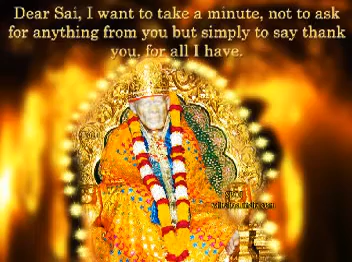 Dear Sai, I want to take a minute, not to ask
for anything from you but simply to say thank
you, for all I have.